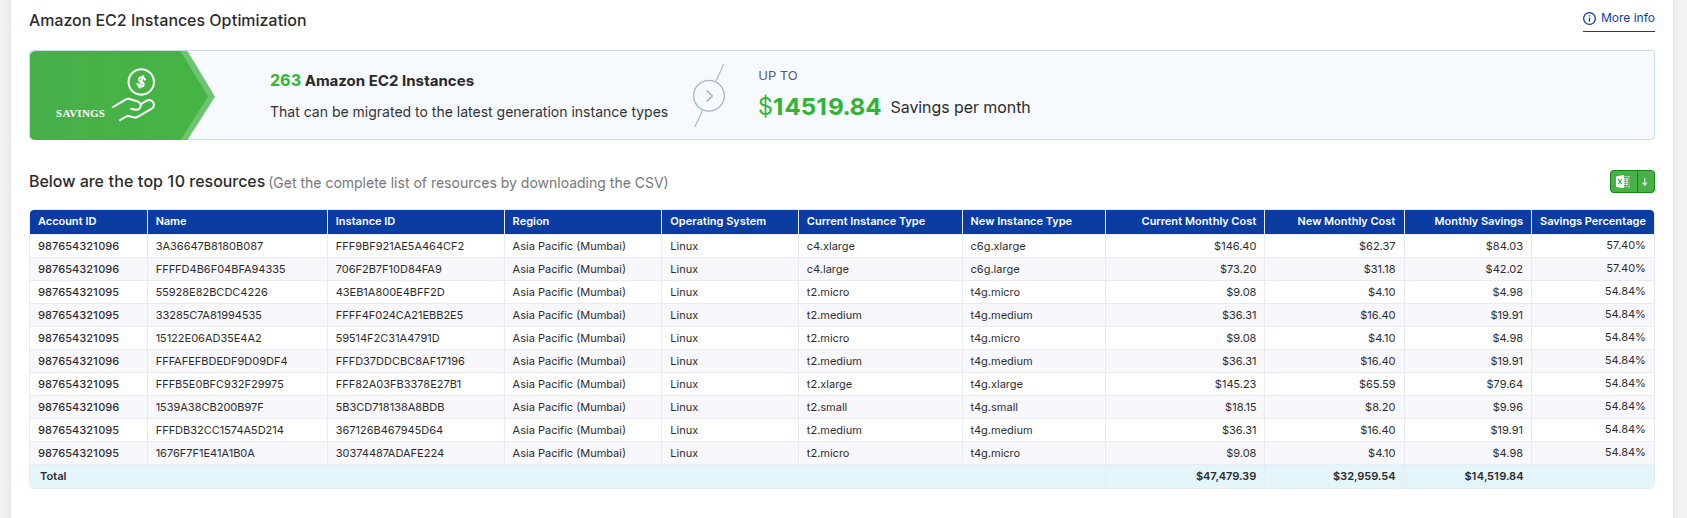 Amazon EC2 Instances Optimization
More info
SAVINGS
263 Amazon EC2 Instances
That can be migrated to the latest generation instance types
UP TO
$14519.84 Savings per month
Below are the top 10 resources (Get the complete list of resources by downloading the CSV)
Account ID Name Instance ID Region Operating System Current Instance Type New Instance Type Current Monthly Cost New Monthly Cost Monthly Savings Savings Percentage
987654321096 3A36647B8180B087 FFF9BF921AE5A464CF2 Asia Pacific (Mumbai) Linux c4.xlarge c6g.xlarge $146.40 $62.37 $84.03 57.40%
987654321096 FFFFD4B6F04BFA94335 706F2B7F10D84FA9 Asia Pacific (Mumbai) Linux c4.large c6g.large $73.20 $31.18 $42.02 57.40%
987654321095 55928E82BCDC4226 43EB1A800E4BFF2D Asia Pacific (Mumbai) Linux t2.micro t4g.micro $9.08 $4.10 $4.98 54.84%
987654321095 33285C7A81994535 FFFF4F024CA21EBB2E5 Asia Pacific (Mumbai) Linux t2.medium t4g.medium $36.31 $16.40 $19.91 54.84%
987654321095 15122E06AD35E4A2 59514F2C31A4791D Asia Pacific (Mumbai) Linux t2.micro t4g.micro $9.08 $4.10 $4.98 54.84%
987654321096 FFFAFEFBDEDF9D09DF4 FFFD37DDCBC8AF17196 Asia Pacific (Mumbai) Linux t2.medium t4g.medium $36.31 $16.40 $19.91 54.84%
987654321095 FFFB5E0BFC932F29975 FFF82A03FB3378E27B1 Asia Pacific (Mumbai) Linux t2.xlarge t4g.xlarge $145.23 $65.59 $79.64 54.84%
987654321096 1539A38CB200B97F 5B3CD718138A8BDB Asia Pacific (Mumbai) Linux t2.small t4g.small $18.15 $8.20 $9.96 54.84%
987654321095 FFFDB32CC1574A5D214 367126B467945D64 Asia Pacific (Mumbai) Linux t2.medium t4g.medium $36.31 $16.40 $19.91 54.84%
987654321095 1676F7F1E41A1B0A 30374487ADAFE224 Asia Pacific (Mumbai) Linux t2.micro t4g.micro $9.08 $4.10 $4.98 54.84%
Total $47,479.39 $32,959.54 $14,519.84